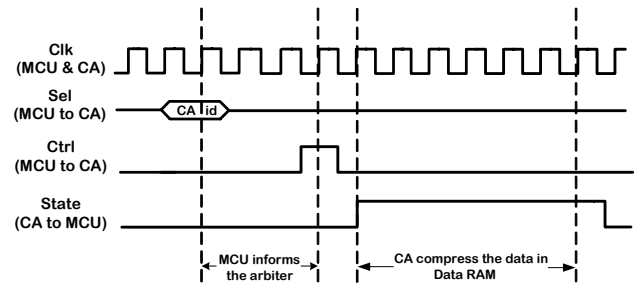 Clk
(MCU & CA)
Sel
(MCU to CA)
CA id
Ctrl
(MCU to CA)
State
(CA to MCU)
MCU informs
the arbiter
CA compress the data in
Data RAM